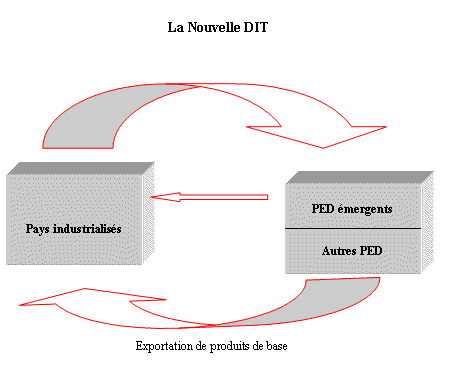 La Nouvelle DIT
Pays industrialisés
PED émergents
Autres PED
Exportation de produits de base